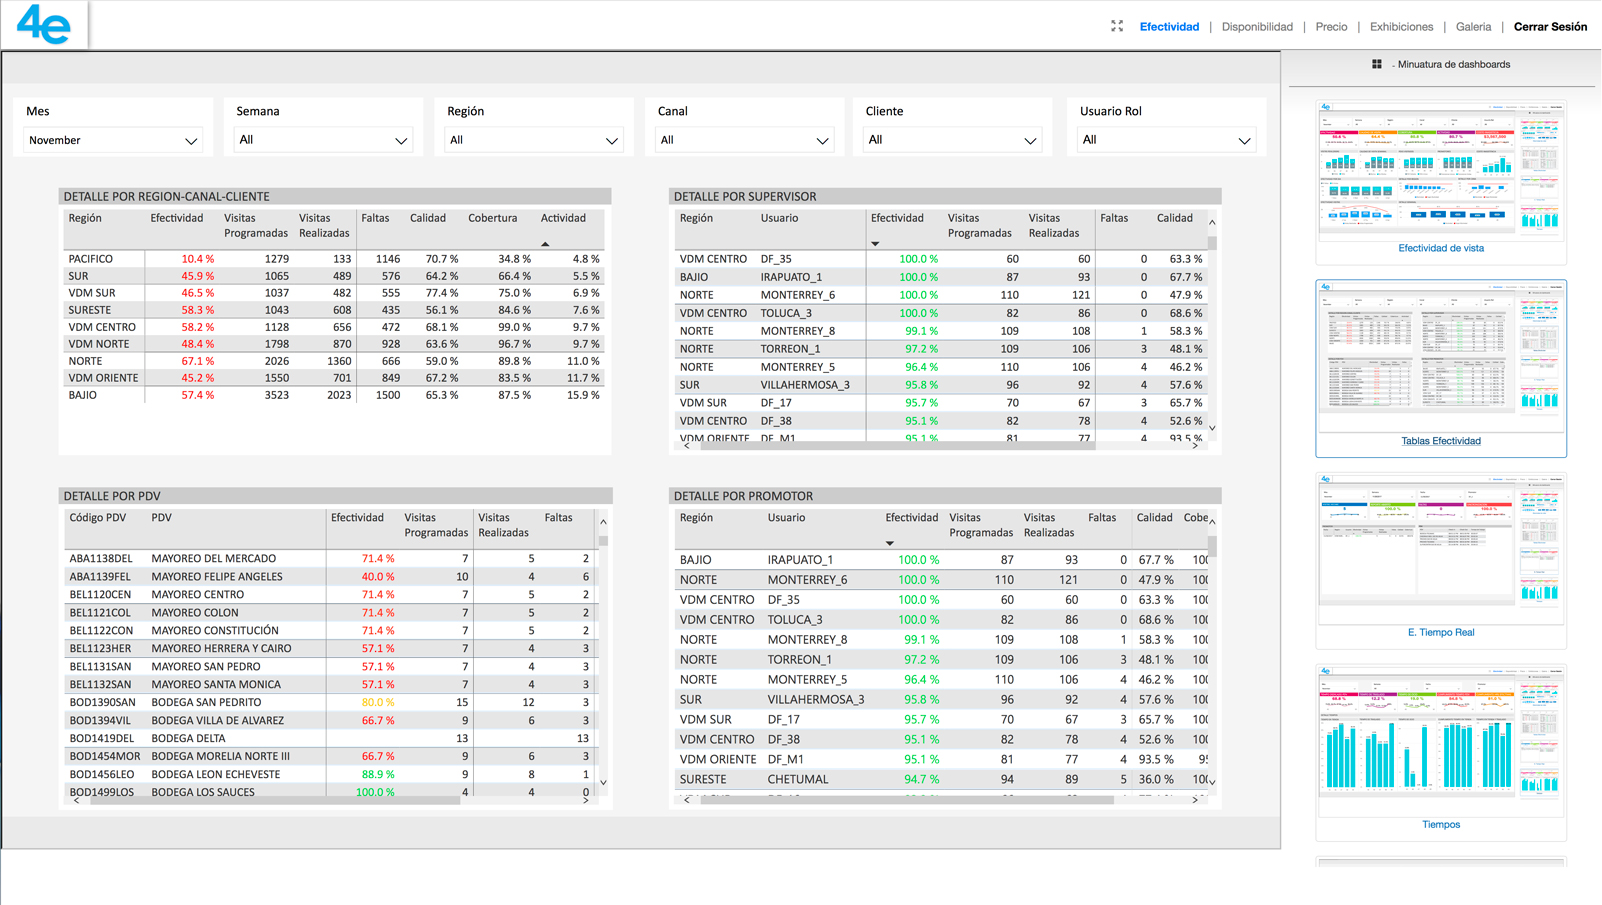 4e
Efectividad | Disponibilidad | Precio | Exhibiciones | Galeria | Cerrar Sesión
- Minuatura de dashboards
Mes Semana Región Canal Cliente Usuario Rol
November All All All All All
DETALLE POR REGION-CANAL-CLIENTE
Región Efectividad Visitas Programadas Visitas Realizadas Faltas Calidad Cobertura Actividad
PACIFICO 10.4 % 1279 133 1146 70.7 % 34.8 % 4.8 %
SUR 45.9 % 1065 489 576 64.2 % 66.4 % 5.5 %
VDM SUR 46.5 % 1037 482 555 77.4 % 75.0 % 6.9 %
SURESTE 58.3 % 1043 608 435 56.1 % 84.6 % 7.6 %
VDM CENTRO 58.2 % 1128 656 472 68.1 % 99.0 % 9.7 %
VDM NORTE 48.4 % 1798 870 928 63.6 % 96.7 % 9.7 %
NORTE 67.1 % 2026 1360 666 59.0 % 89.8 % 11.0 %
VDM ORIENTE 45.2 % 1550 701 849 67.2 % 83.5 % 11.7 %
BAJIO 57.4 % 3523 2023 1500 65.3 % 87.5 % 15.9 %
DETALLE POR SUPERVISOR
Región Usuario Efectividad Visitas Programadas Visitas Realizadas Faltas Calidad
VDM CENTRO DF_35 100.0 % 60 60 0 63.3 %
BAJIO IRAPUATO_1 100.0 % 87 93 0 67.7 %
NORTE MONTERREY_6 100.0 % 110 121 0 47.9 %
VDM CENTRO TOLUCA_3 100.0 % 82 86 0 68.6 %
NORTE MONTERREY_8 99.1 % 109 108 1 58.3 %
NORTE TORREON_1 97.2 % 109 106 3 48.1 %
NORTE MONTERREY_5 96.4 % 110 106 4 46.2 %
SUR VILLAHERMOSA_3 95.8 % 96 92 4 57.6 %
VDM SUR DF_17 95.7 % 70 67 3 65.7 %
VDM CENTRO DF_38 95.1 % 82 78 4 52.6 %
VDM ORIENTE DF_M1 95.1 % 81 77 4 93.5 %
DETALLE POR PDV
Código PDV PDV Efectividad Visitas Programadas Visitas Realizadas Faltas
ABA1138DEL MAYOREO DEL MERCADO 71.4 % 7 5 2
ABA1139FEL MAYOREO FELIPE ANGELES 40.0 % 10 4 6
BEL1120CEN MAYOREO CENTRO 71.4 % 7 5 2
BEL1121COL MAYOREO COLON 71.4 % 7 5 2
BEL1122CON MAYOREO CONSTITUCIÓN 71.4 % 7 5 2
BEL1123HER MAYOREO HERRERA Y CAIRO 57.1 % 7 4 3
BEL1131SAN MAYOREO SAN PEDRO 57.1 % 7 4 3
BEL1132SAN MAYOREO SANTA MONICA 57.1 % 7 4 3
BOD1390SAN BODEGA SAN PEDRITO 80.0 % 15 12 3
BOD1394VIL BODEGA VILLA DE ALVAREZ 66.7 % 9 6 3
BOD1419DEL BODEGA DELTA 13 13
BOD1454MOR BODEGA MORELIA NORTE III 66.7 % 9 6 3
BOD1456LEO BODEGA LEON ECHEVESTE 88.9 % 9 8 1
BOD1499LOS BODEGA LOS SAUCES 100.0 % 4 4 0
DETALLE POR PROMOTOR
Región Usuario Efectividad Visitas Programadas Visitas Realizadas Faltas Calidad Cobe
BAJIO IRAPUATO_1 100.0 % 87 93 0 67.7 % 100
NORTE MONTERREY_6 100.0 % 110 121 0 47.9 % 100
VDM CENTRO DF_35 100.0 % 60 60 0 63.3 % 100
VDM CENTRO TOLUCA_3 100.0 % 82 86 0 68.6 % 100
NORTE MONTERREY_8 99.1 % 109 108 1 58.3 % 100
NORTE TORREON_1 97.2 % 109 106 3 48.1 % 100
NORTE MONTERREY_5 96.4 % 110 106 4 46.2 % 100
SUR VILLAHERMOSA_3 95.8 % 96 92 4 57.6 % 100
VDM SUR DF_17 95.7 % 70 67 3 65.7 % 100
VDM CENTRO DF_38 95.1 % 82 78 4 52.6 % 100
VDM ORIENTE DF_M1 95.1 % 81 77 4 93.5 % 95
SURESTE CHETUMAL 94.7 % 94 89 5 36.0 % 100
Efectividad de vista
Tablas Efectividad
E. Tiempo Real
Tiempos